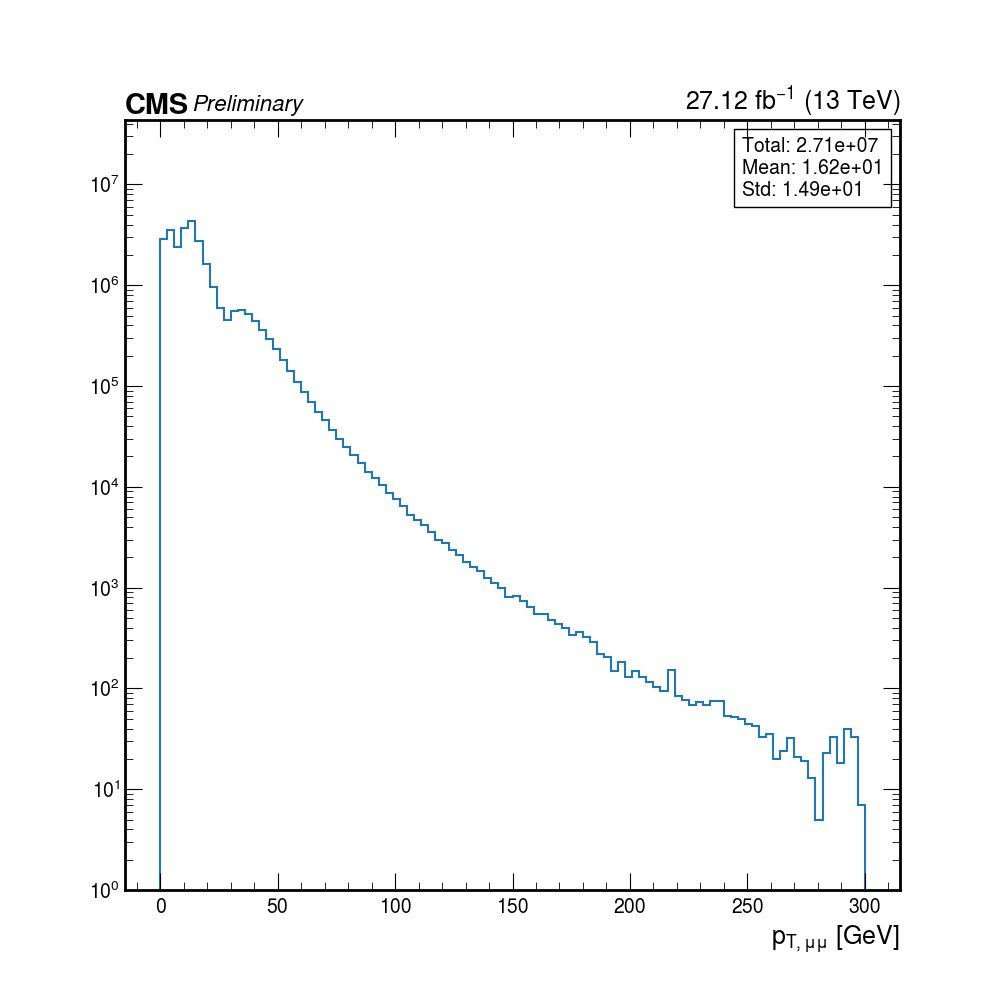 CMS Preliminary
27.12 fb⁻¹ (13 TeV)
Total: 2.71e+07
Mean: 1.62e+01
Std: 1.49e+01
10⁷
10⁶
10⁵
10⁴
10³
10²
10¹
10⁰
0 50 100 150 200 250 300
p_{T, μμ} [GeV]